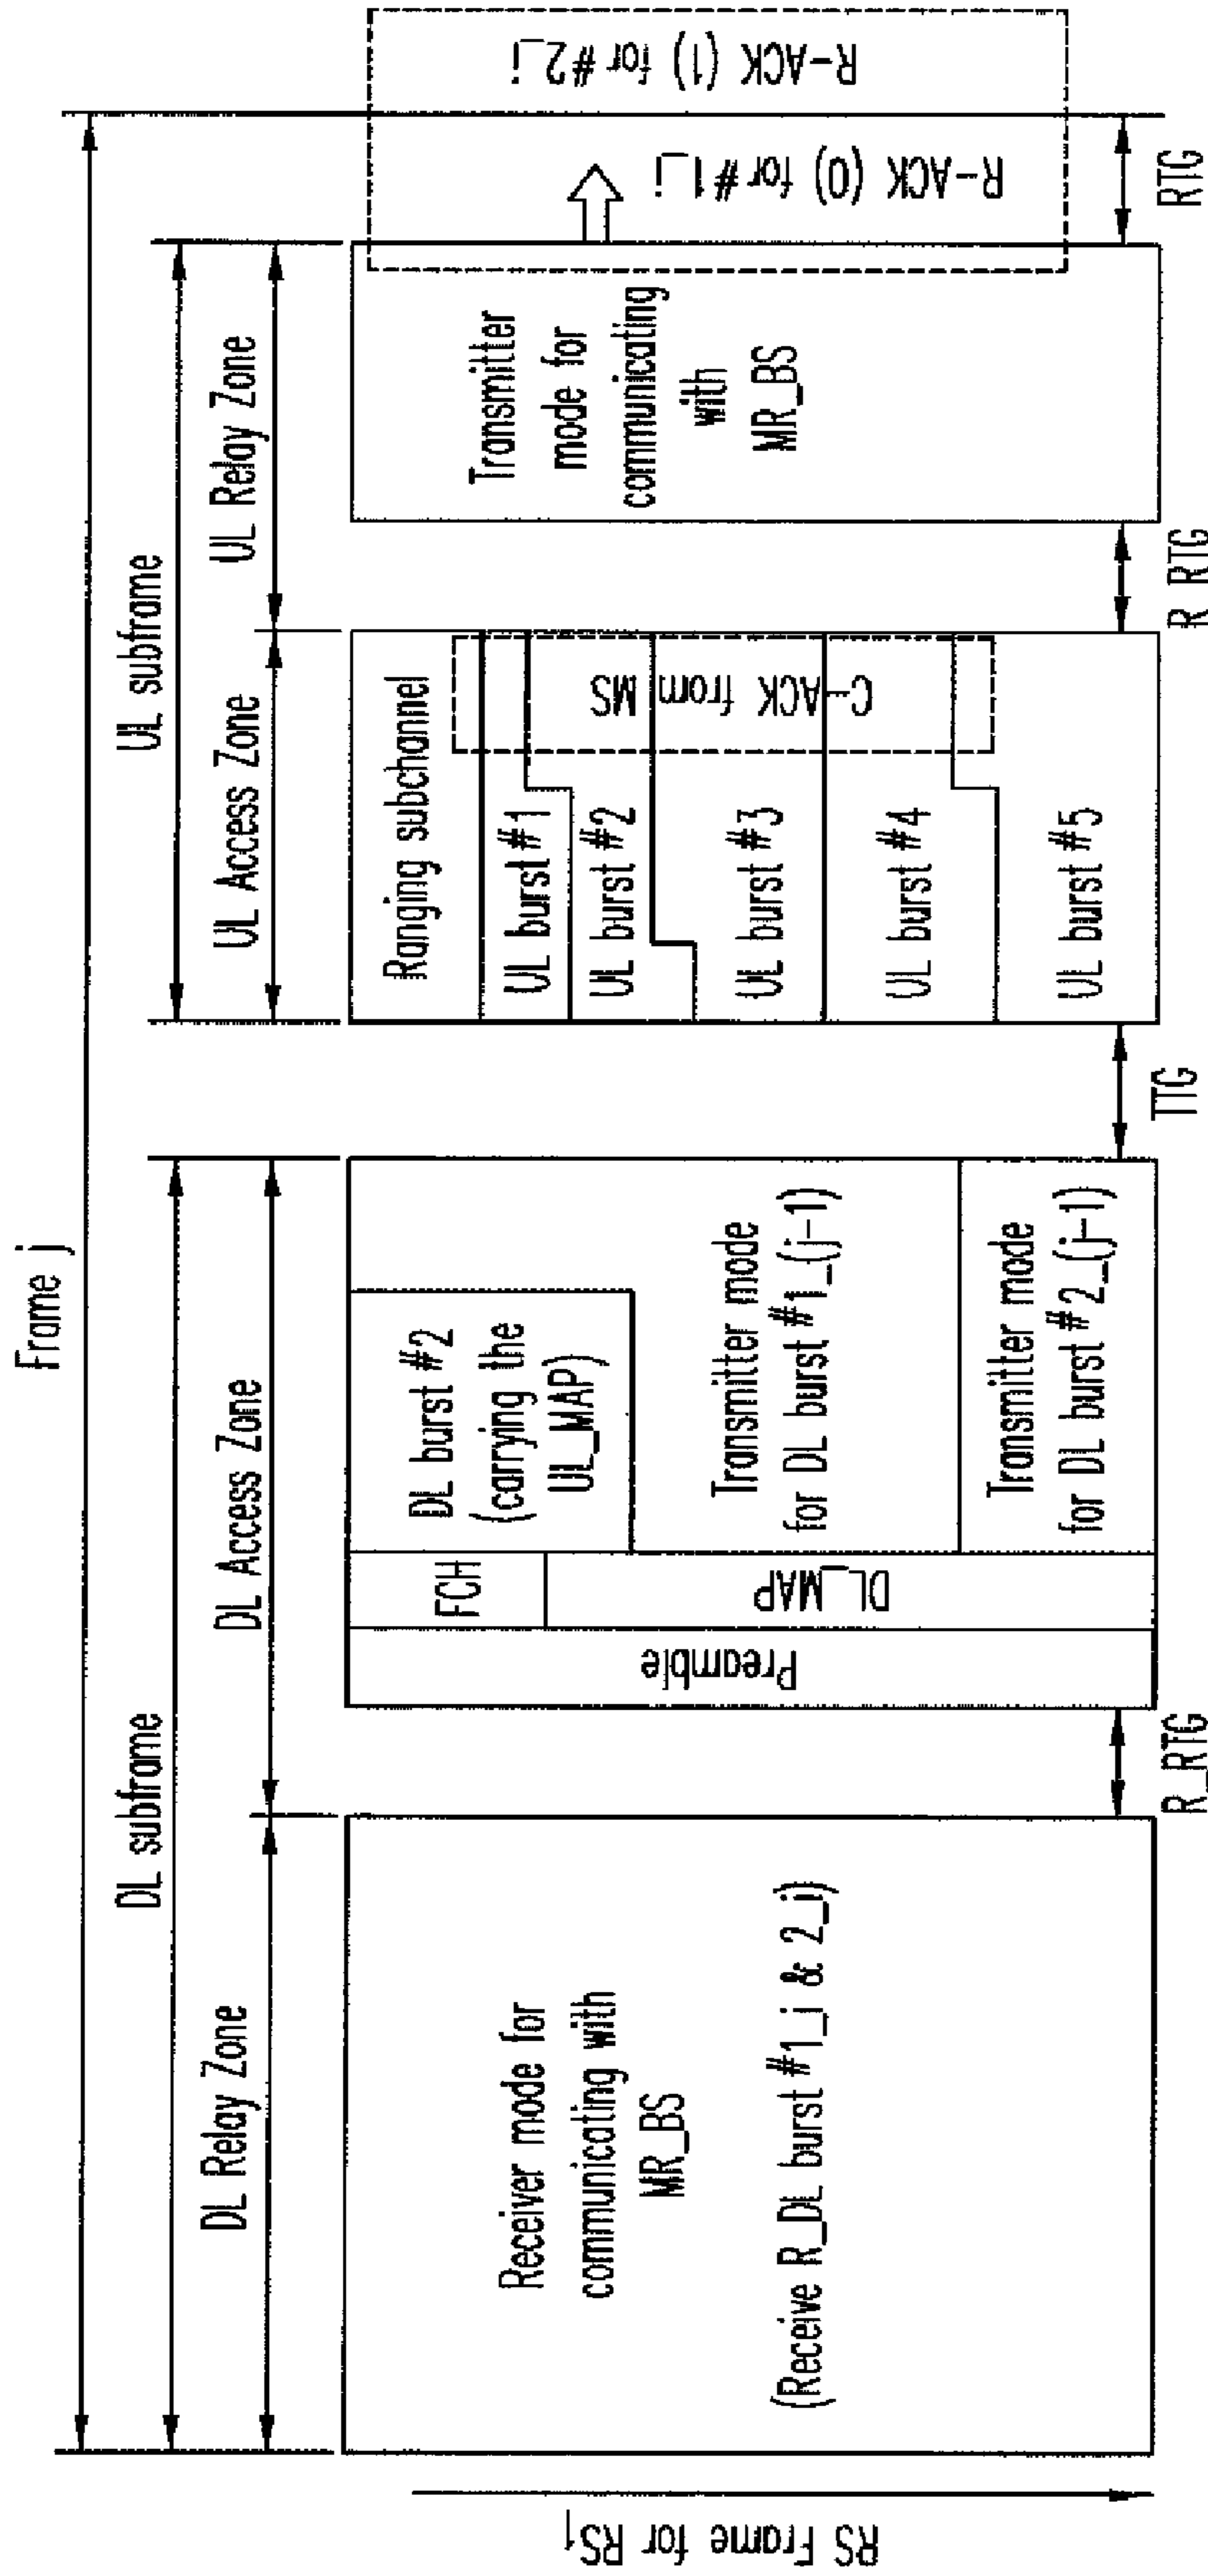 Frame j
DL subframe
UL subframe
DL Relay Zone
DL Access Zone
UL Access Zone
UL Relay Zone
RS Frame for RS1
Receiver mode for
communicating with
MR_BS
(Receive R_DL burst #1_j & 2_j)
R_RTG
Preamble
FCH
DL_MAP
DL burst #2
(carrying the
UL_MAP)
Transmitter mode
for DL burst #1_(j-1)
Transmitter mode
for DL burst #2_(j-1)
TTG
Ranging subchannel
UL burst #1
UL burst #2
UL burst #3
UL burst #4
UL burst #5
C-ACK from MS
R_RTG
Transmitter
mode for
communicating
with
MR_BS
R-ACK (0) for #1_j
R-ACK (1) for #2_j
RTG